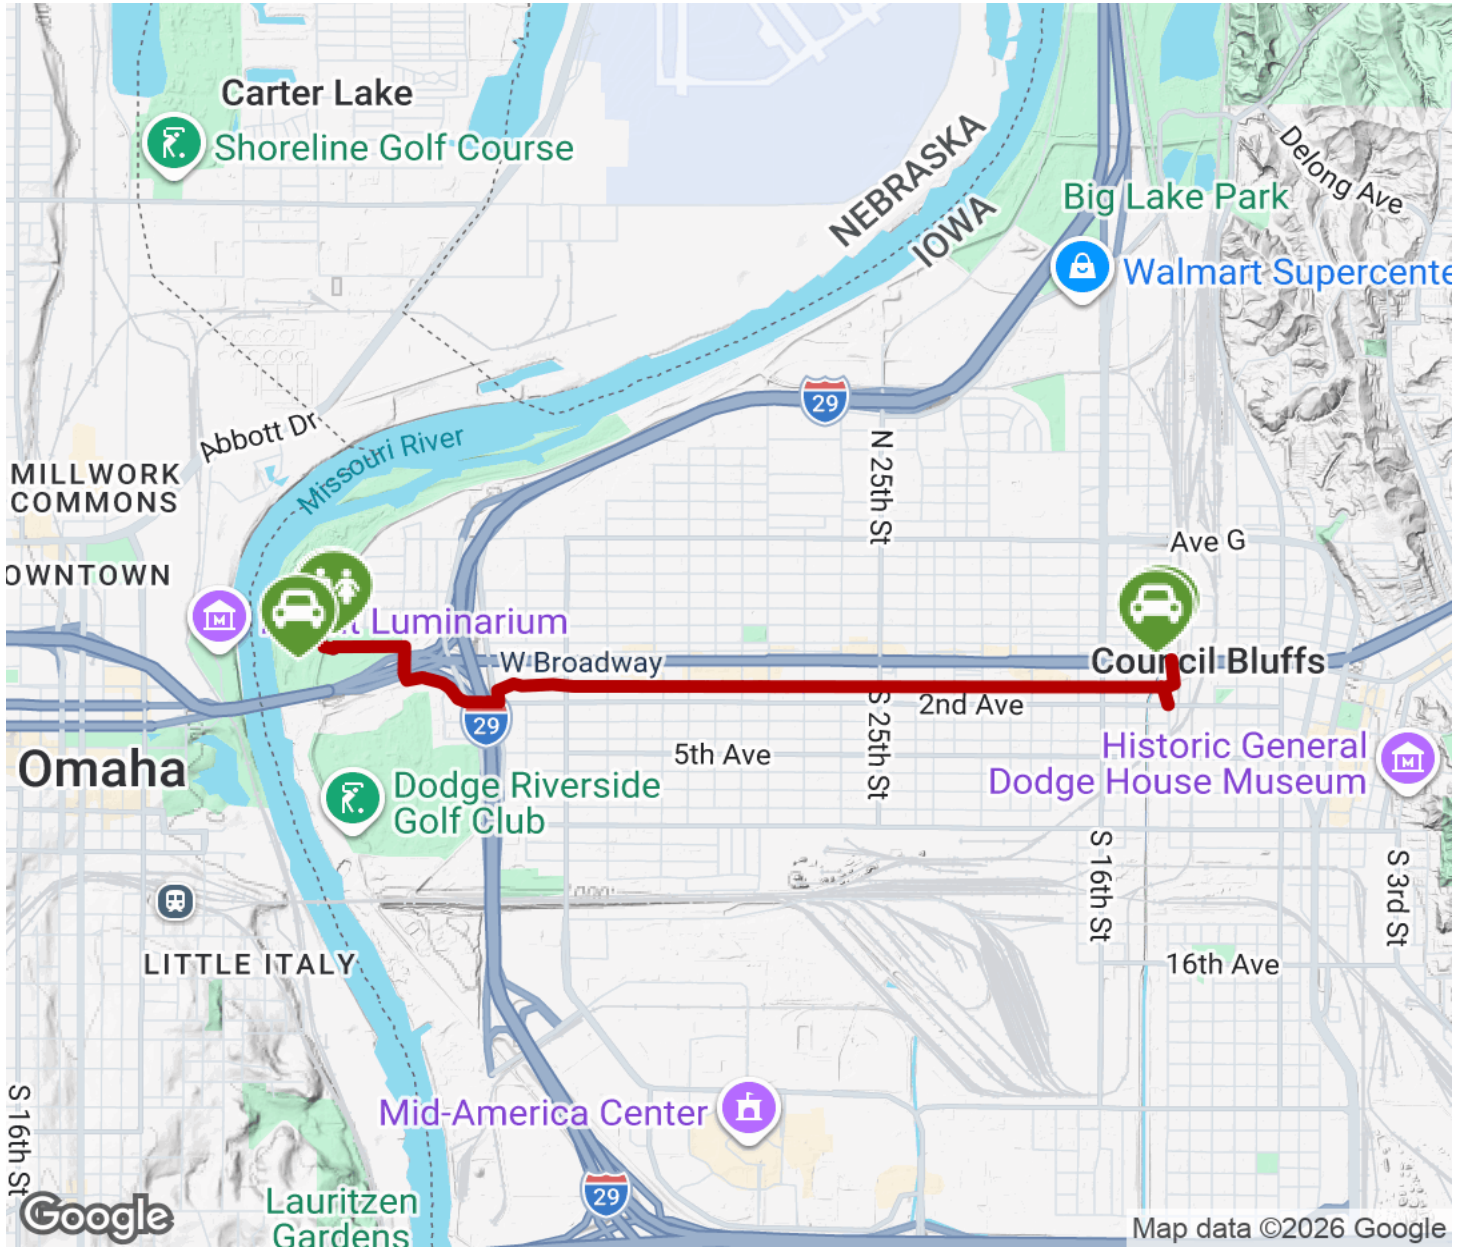 Carter Lake
Shoreline Golf Course
NEBRASKA
IOWA
Delong Ave
Big Lake Park
Walmart Supercente
29
Abbott Dr
Missouri River
MILLWORK
COMMONS
N 25th St
Ave G
OWNTOWN
M
t Luminarium
W Broadway
Council Bluffs
29
S 25th St
2nd Ave
5th Ave
Omaha
Dodge Riverside
Golf Club
Historic General
Dodge House Museum
M
S 16th St
S 3rd St
LITTLE ITALY
16th Ave
S 16th St
Mid-America Center
29
Lauritzen
Gardens
Google
Map data ©2026 Google